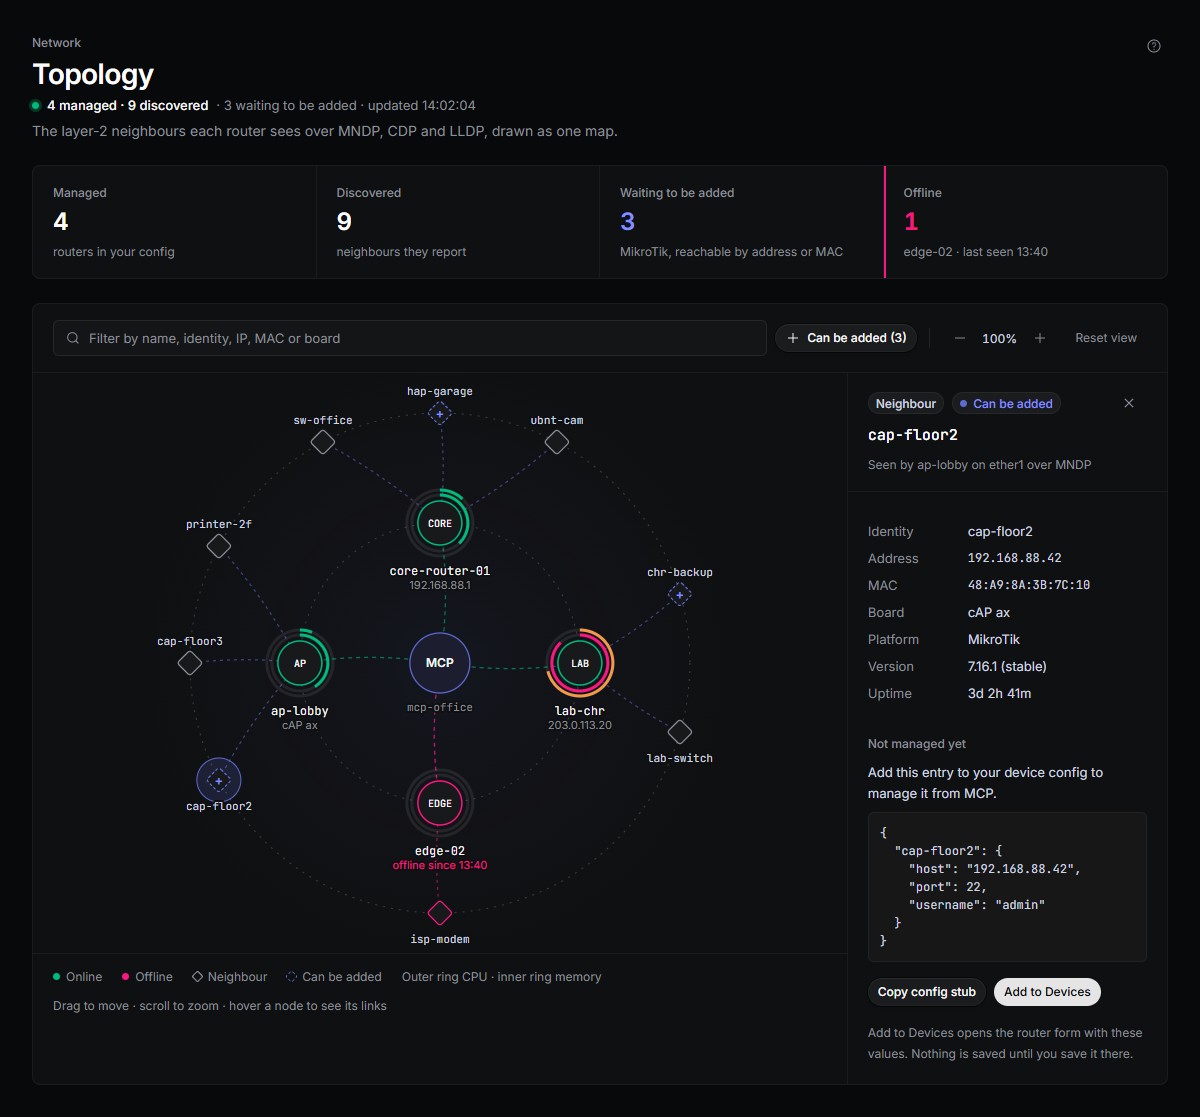 Network
Topology
4 managed · 9 discovered · 3 waiting to be added · updated 14:02:04
The layer-2 neighbours each router sees over MNDP, CDP and LLDP, drawn as one map.
Managed
4
routers in your config
Discovered
9
neighbours they report
Waiting to be added
3
MikroTik, reachable by address or MAC
Offline
1
edge-02 · last seen 13:40
Filter by name, identity, IP, MAC or board
+ Can be added (3)
− 100% +
Reset view
hap-garage
sw-office
ubnt-cam
CORE
printer-2f
core-router-01
192.168.88.1
chr-backup
cap-floor3
AP
MCP
LAB
mcp-office
ap-lobby
cAP ax
lab-chr
203.0.113.20
lab-switch
cap-floor2
EDGE
edge-02
offline since 13:40
isp-modem
Online
Offline
Neighbour
Can be added
Outer ring CPU · inner ring memory
Drag to move · scroll to zoom · hover a node to see its links
Neighbour
Can be added
cap-floor2
Seen by ap-lobby on ether1 over MNDP
Identity cap-floor2
Address 192.168.88.42
MAC 48:A9:8A:3B:7C:10
Board cAP ax
Platform MikroTik
Version 7.16.1 (stable)
Uptime 3d 2h 41m
Not managed yet
Add this entry to your device config to
manage it from MCP.
{
  "cap-floor2": {
    "host": "192.168.88.42",
    "port": 22,
    "username": "admin"
  }
}
Copy config stub
Add to Devices
Add to Devices opens the router form with these
values. Nothing is saved until you save it there.